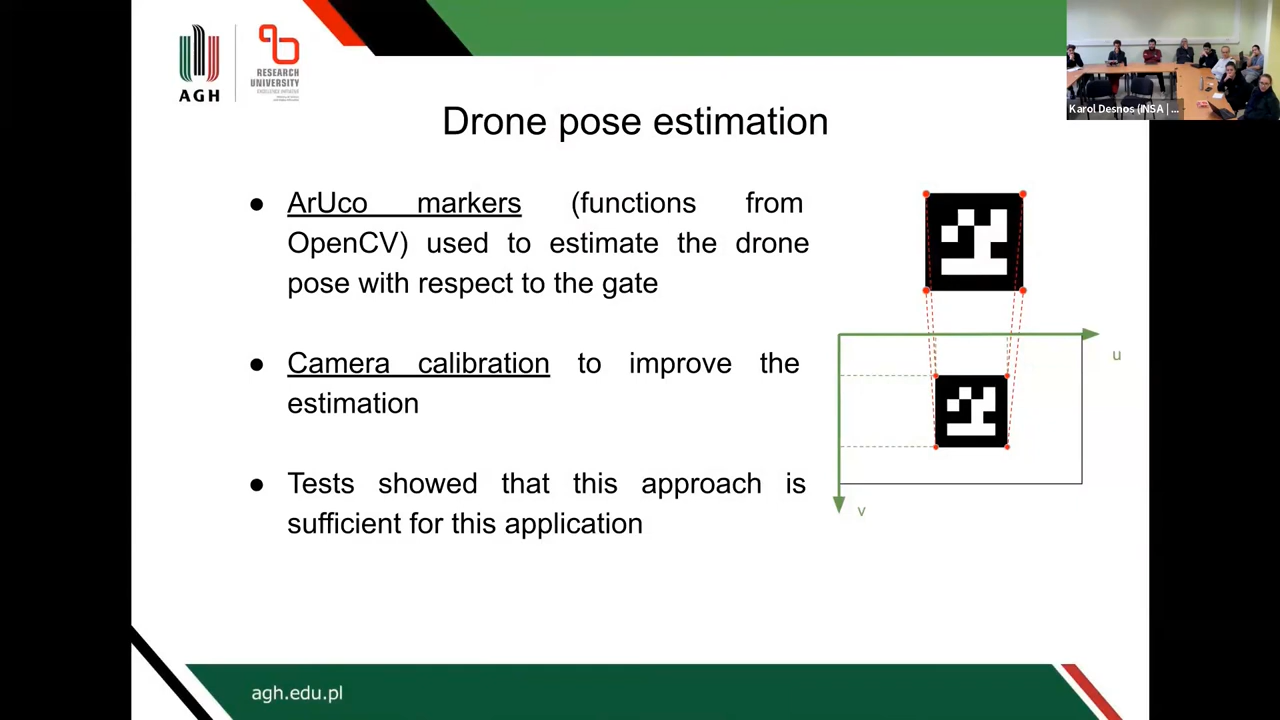 AGH
RESEARCH
UNIVERSITY
Karol Desnos (INSA | ...
Drone pose estimation
● ArUco markers (functions from
OpenCV) used to estimate the drone
pose with respect to the gate
● Camera calibration to improve the
estimation
● Tests showed that this approach is
sufficient for this application
u
v
agh.edu.pl